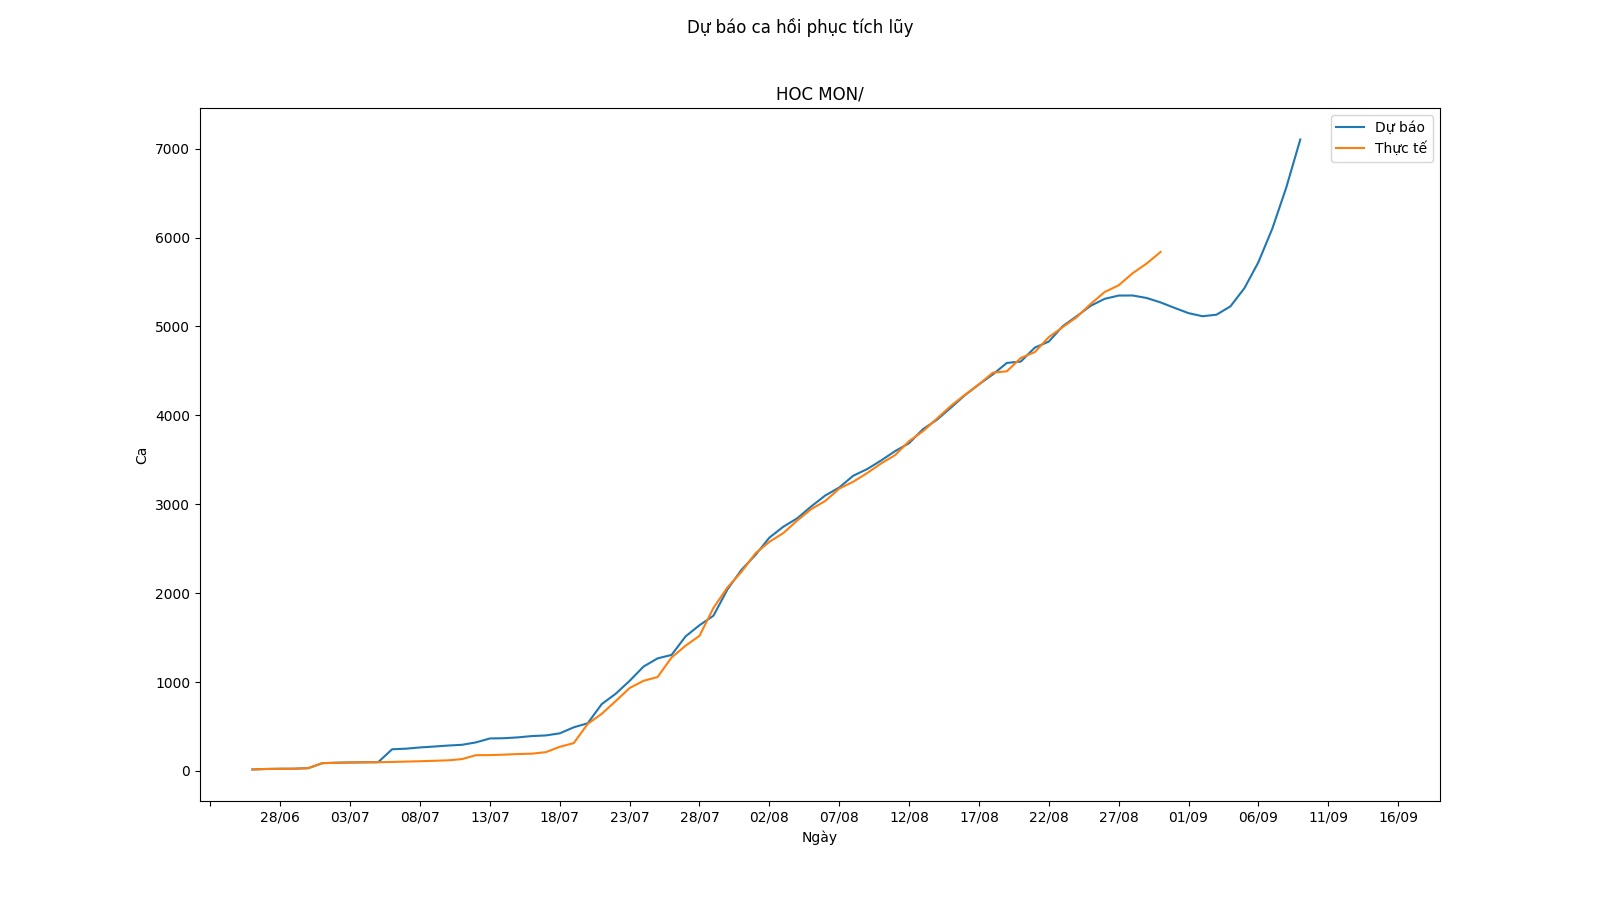 Dự báo ca hồi phục tích lũy
HOC MON/
Dự báo
Thực tế
7000
6000
5000
4000
3000
2000
1000
0
Ca
28/06 03/07 08/07 13/07 18/07 23/07 28/07 02/08 07/08 12/08 17/08 22/08 27/08 01/09 06/09 11/09 16/09
Ngày